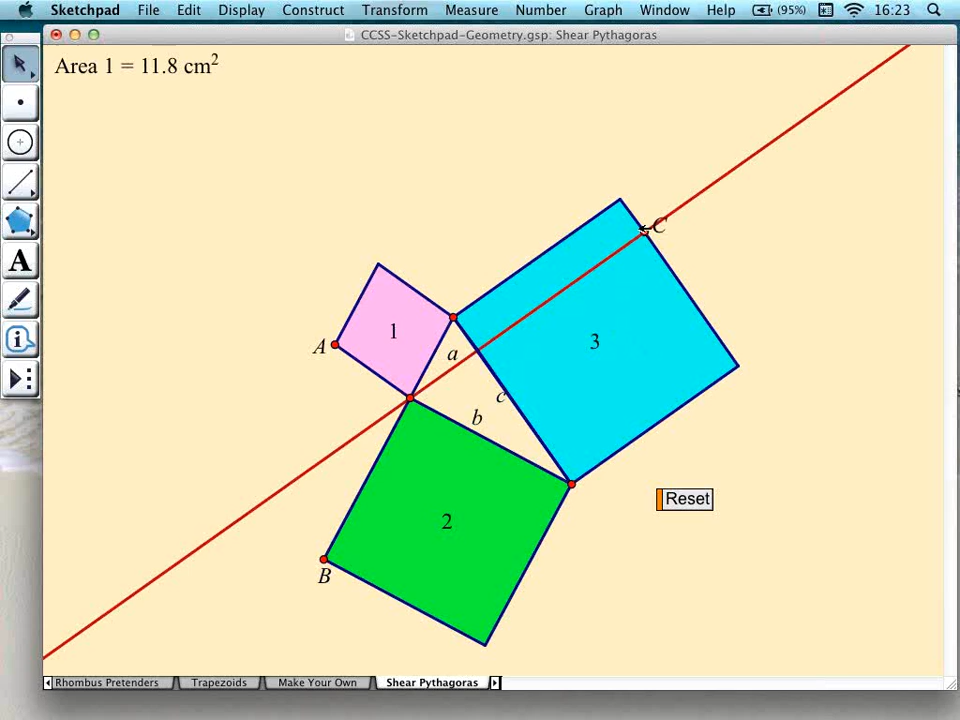 Sketchpad File Edit Display Construct Transform Measure Number Graph Window Help (95%) 16:23
CCSS-Sketchpad-Geometry.gsp: Shear Pythagoras
Area 1 = 11.8 cm²
C
1
A
a
3
c
b
A
Reset
2
B
Rhombus Pretenders Trapezoids Make Your Own Shear Pythagoras